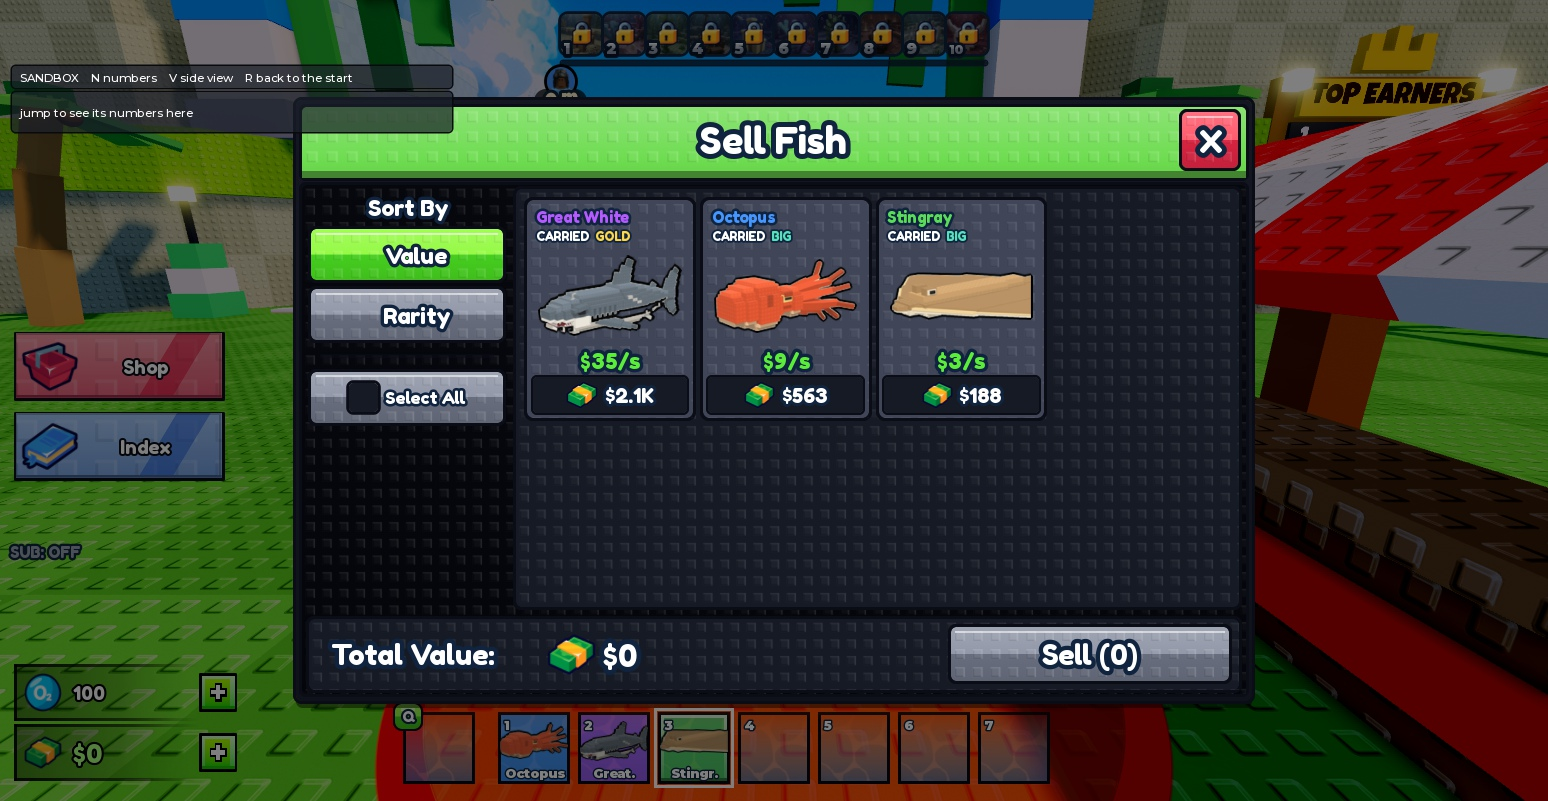 1 2 3 4 5 6 7 8 9 10
SANDBOX N numbers V side view R back to the start
jump to see its numbers here
TOP EARNERS
Sell Fish
Sort By
Value
Rarity
Select All
Great White
CARRIED GOLD
$35/s
$2.1K
Octopus
CARRIED BIG
$9/s
$563
Stingray
CARRIED BIG
$3/s
$188
Shop
Index
SUB: OFF
Total Value: $0
Sell (0)
O2 100
$0
Q
1 2 3 4 5 6 7
Octopus Great. Stingr.